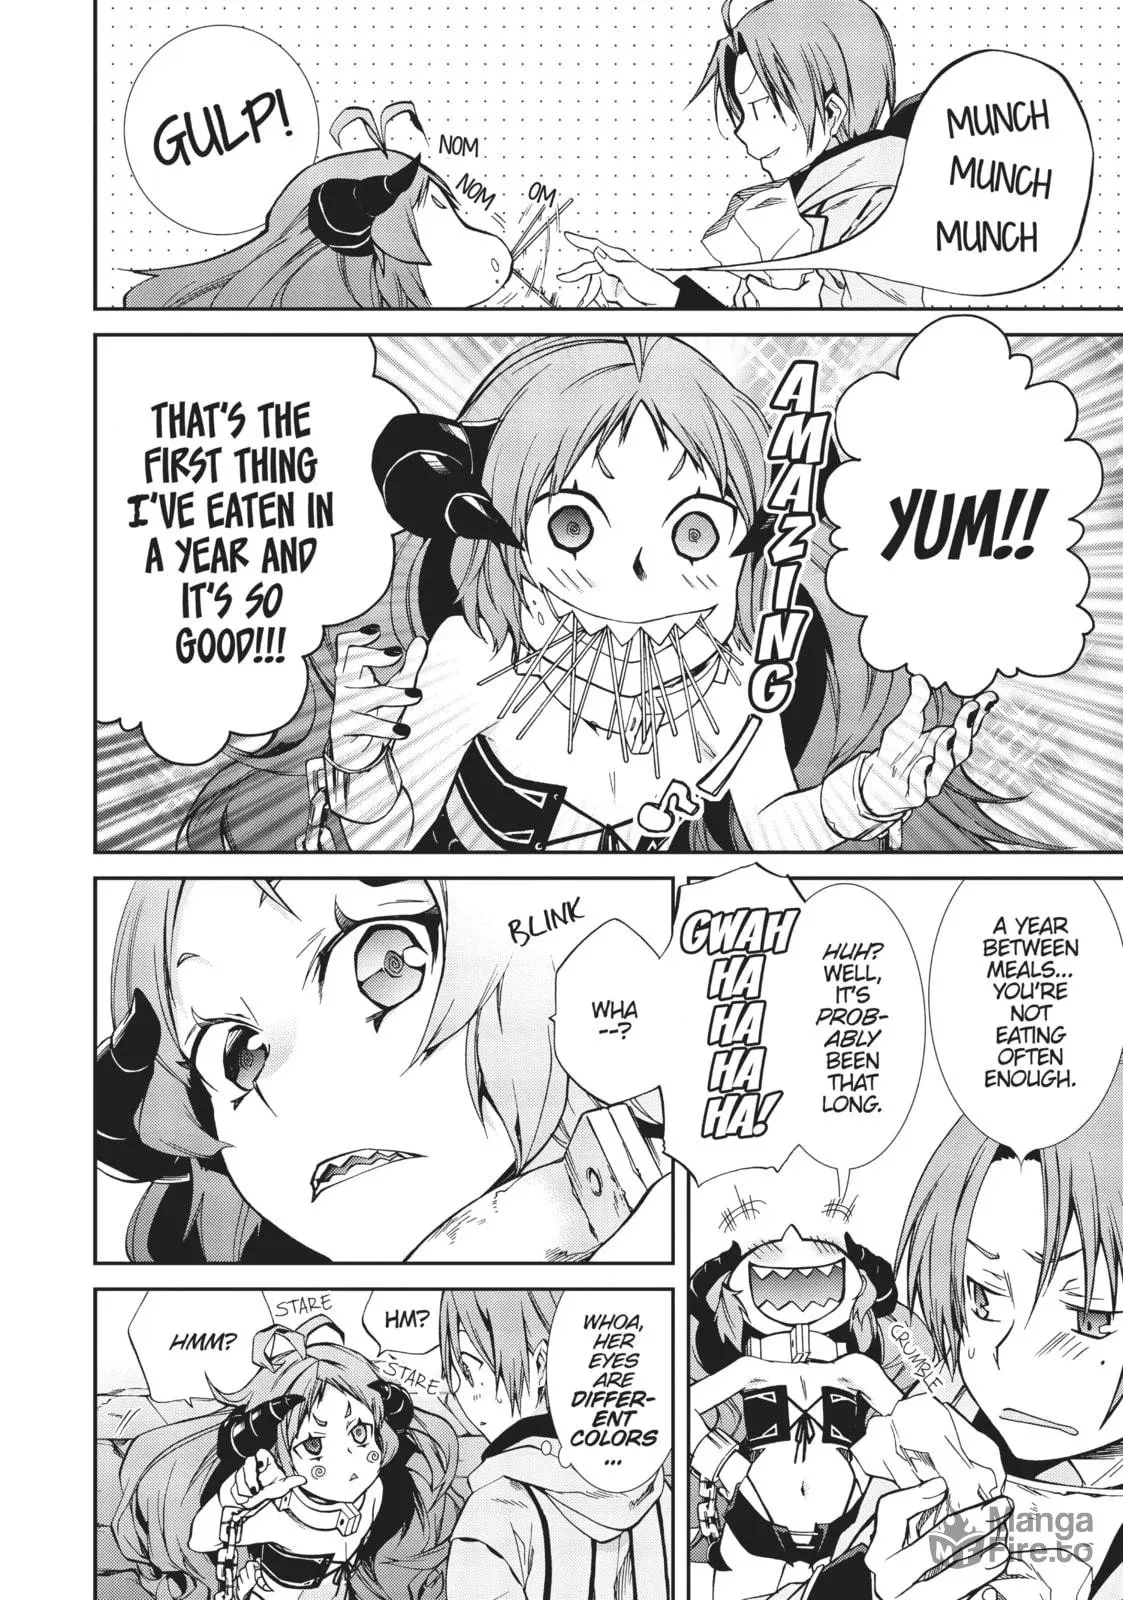 MUNCH
MUNCH
MUNCH
OM
NOM
NOM
GULP!
YUM!!
AMAZING
THAT'S THE
FIRST THING
I'VE EATEN IN
A YEAR AND
IT'S SO
GOOD!!!
A YEAR
BETWEEN
MEALS...
YOU'RE
NOT
EATING
OFTEN
ENOUGH.
HUH?
WELL,
IT'S
PROB-
ABLY
BEEN
THAT
LONG.
GWAH
HA
HA
HA
HA!
CRUMBLE
WHA
--?
BLINK
WHOA,
HER
EYES
ARE
DIFFER-
ENT
COLORS
...
HM?
STARE
STARE
HMM?
Manga
Fire.to